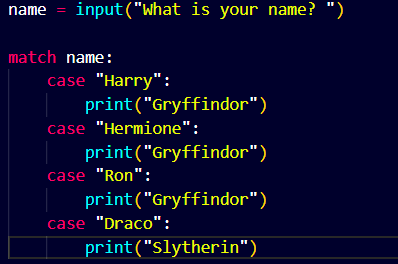 name = input("What is your name? ")
match name:
    case "Harry":
        print("Gryffindor")
    case "Hermione":
        print("Gryffindor")
    case "Ron":
        print("Gryffindor")
    case "Draco":
        print("Slytherin")